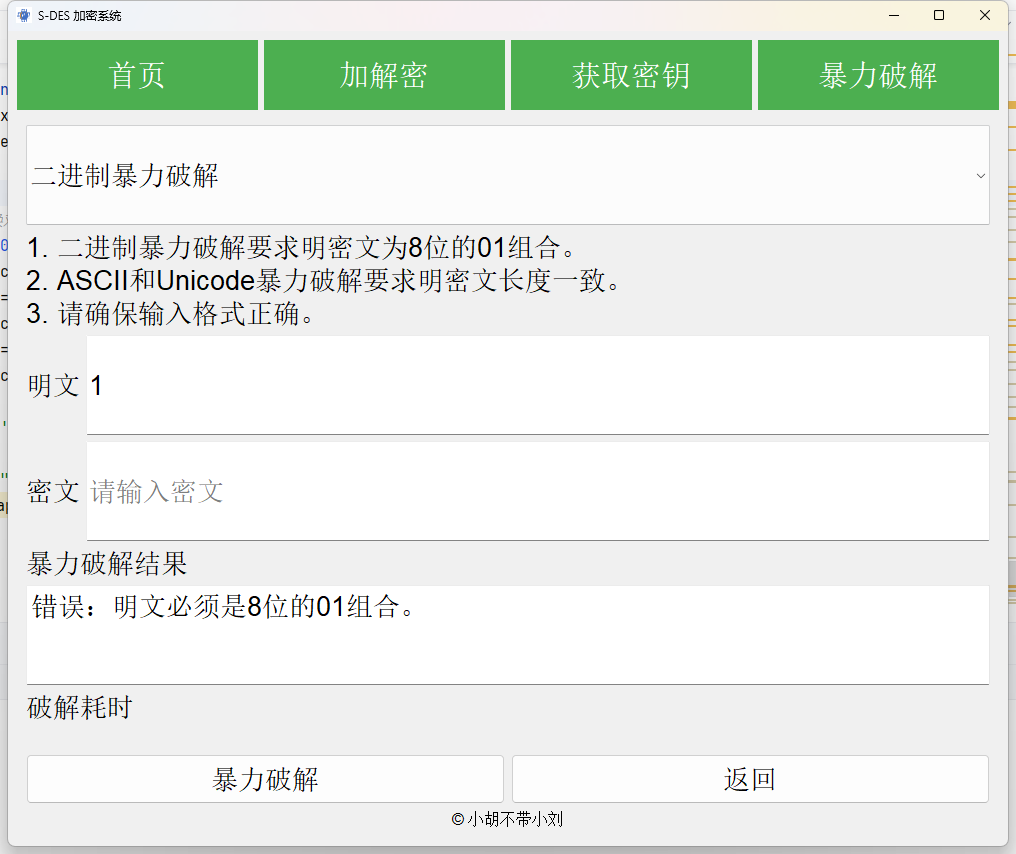 S-DES 加密系统
首页 加解密 获取密钥 暴力破解
二进制暴力破解
1. 二进制暴力破解要求明密文为8位的01组合。
2. ASCII和Unicode暴力破解要求明密文长度一致。
3. 请确保输入格式正确。
明文 1
密文 请输入密文
暴力破解结果
错误：明文必须是8位的01组合。
破解耗时
暴力破解 返回
© 小胡不带小刘